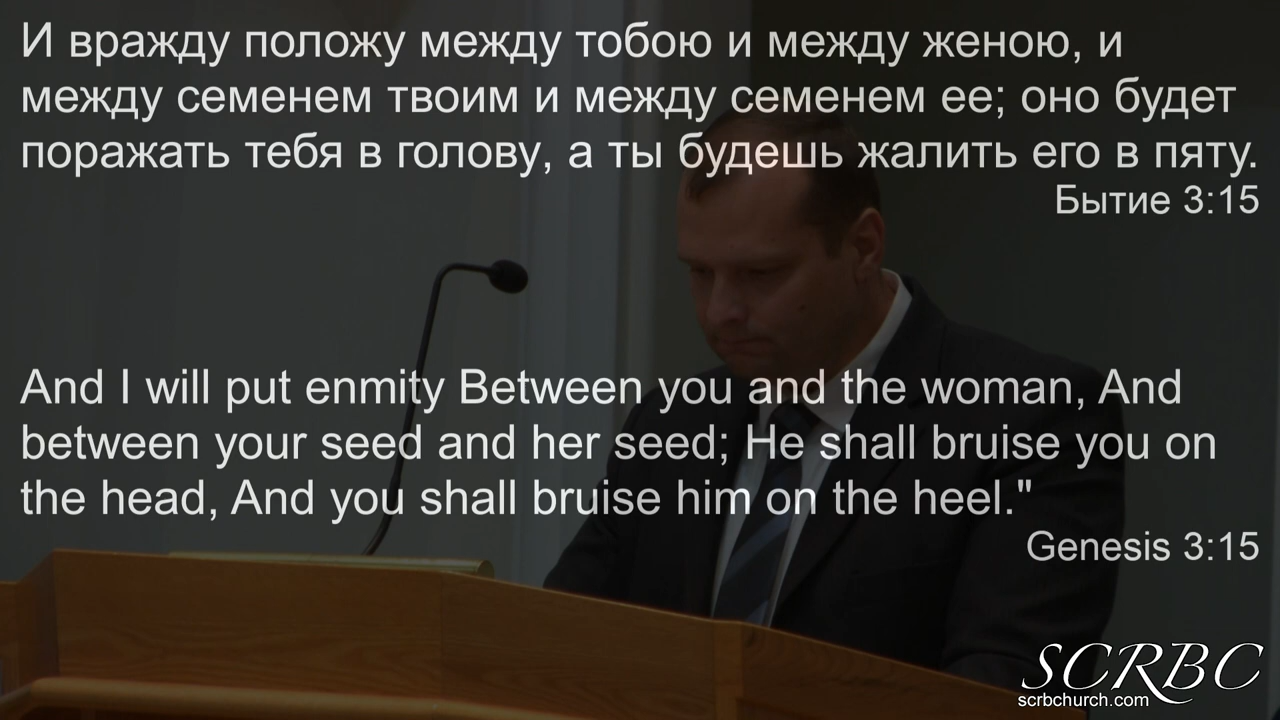 И вражду положу между тобою и между женою, и
между семенем твоим и между семенем ее; оно будет
поражать тебя в голову, а ты будешь жалить его в пяту.
Бытие 3:15
And I will put enmity Between you and the woman, And
between your seed and her seed; He shall bruise you on
the head, And you shall bruise him on the heel."
Genesis 3:15
SCRBC
scrbchurch.com